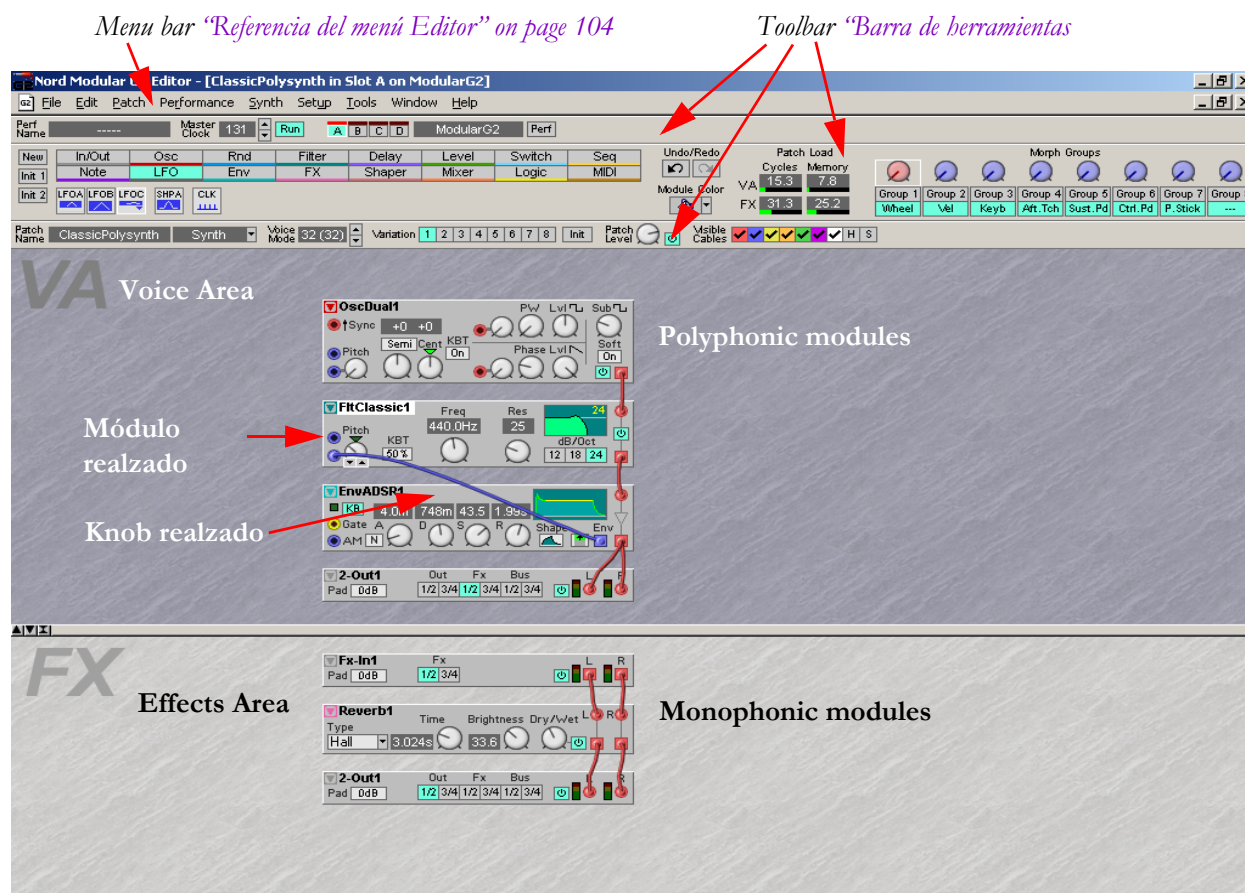 Menu bar “Referencia del menú Editor” on page 104
Toolbar “Barra de herramientas
Nord Modular G2 Editor - [ClassicPolysynth in Slot A on ModularG2]
File Edit Patch Performance Synth Setup Tools Window Help
Perf Name ----- Master Clock 131 Run A B C D ModularG2 Perf
New In/Out Osc Rnd Filter Delay Level Switch Seq
Init 1 Note LFO Env FX Shaper Mixer Logic MIDI
Init 2 LFOA LFOB LFOC SHPA CLK
Undo/Redo
Module Color
Patch Load
Cycles Memory
VA 15.3 7.8
FX 31.3 25.2
Morph Groups
Group 1 Group 2 Group 3 Group 4 Group 5 Group 6 Group 7 Group
Wheel Vel Keyb Aft.Tch Sust.Pd Ctrl.Pd P.Stick ---
Patch Name ClassicPolysynth Synth Voice Mode 32 (32) Variation 1 2 3 4 5 6 7 8 Init Patch Level Visible Cables H S
VA Voice Area
OscDual1 PW Lvl Sub
Sync +0 +0
Pitch Semi Cent KBT On Phase Lvl Soft On
Polyphonic modules
FltClassic1 Freq Res 24
Pitch 440.0Hz 25
KBT 50% dB/Oct
12 18 24
Módulo
realzado
EnvADSR1
KB 4.0m 748m 43.5 1.99s
Gate A D S R Shape Env
AM N
Knob realzado
2-Out1 Out Fx Bus L R
Pad 0dB 1/2 3/4 1/2 3/4 1/2 3/4
FX Effects Area
Fx-In1 Fx L R
Pad 0dB 1/2 3/4
Monophonic modules
Reverb1 Time Brightness Dry/Wet L R
Type
Hall 3.024s 33.6
2-Out1 Out Fx Bus L R
Pad 0dB 1/2 3/4 1/2 3/4 1/2 3/4